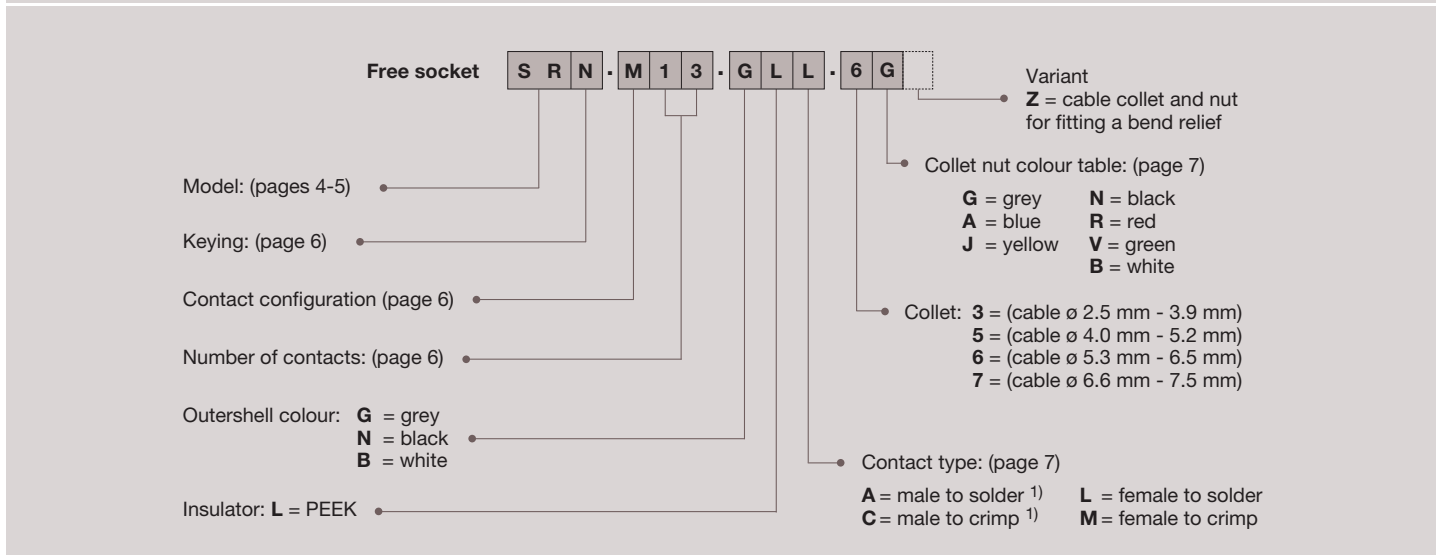 Free socket S R N · M 1 3 · G L L · 6 G
Variant
Z = cable collet and nut
for fitting a bend relief
Collet nut colour table: (page 7)
G = grey N = black
A = blue R = red
J = yellow V = green
B = white
Model: (pages 4-5)
Keying: (page 6)
Contact configuration (page 6)
Number of contacts: (page 6)
Collet: 3 = (cable ø 2.5 mm - 3.9 mm)
5 = (cable ø 4.0 mm - 5.2 mm)
6 = (cable ø 5.3 mm - 6.5 mm)
7 = (cable ø 6.6 mm - 7.5 mm)
Outershell colour: G = grey
N = black
B = white
Insulator: L = PEEK
Contact type: (page 7)
A = male to solder 1) L = female to solder
C = male to crimp 1) M = female to crimp